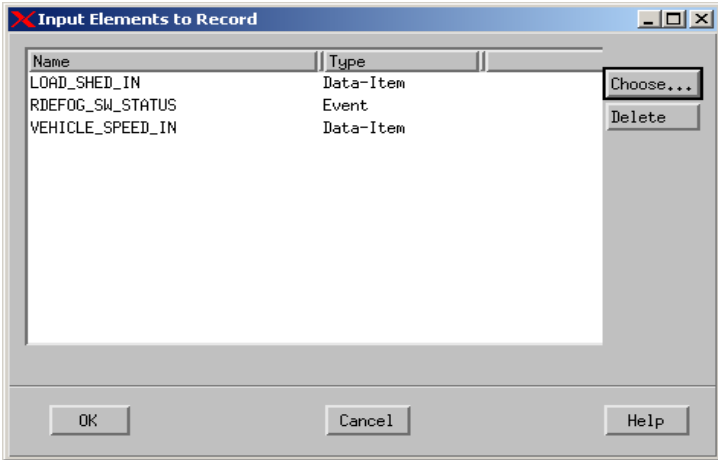 Input Elements to Record
Name Type
LOAD_SHED_IN Data-Item
RDEFOG_SW_STATUS Event
VEHICLE_SPEED_IN Data-Item
Choose...
Delete
OK Cancel Help